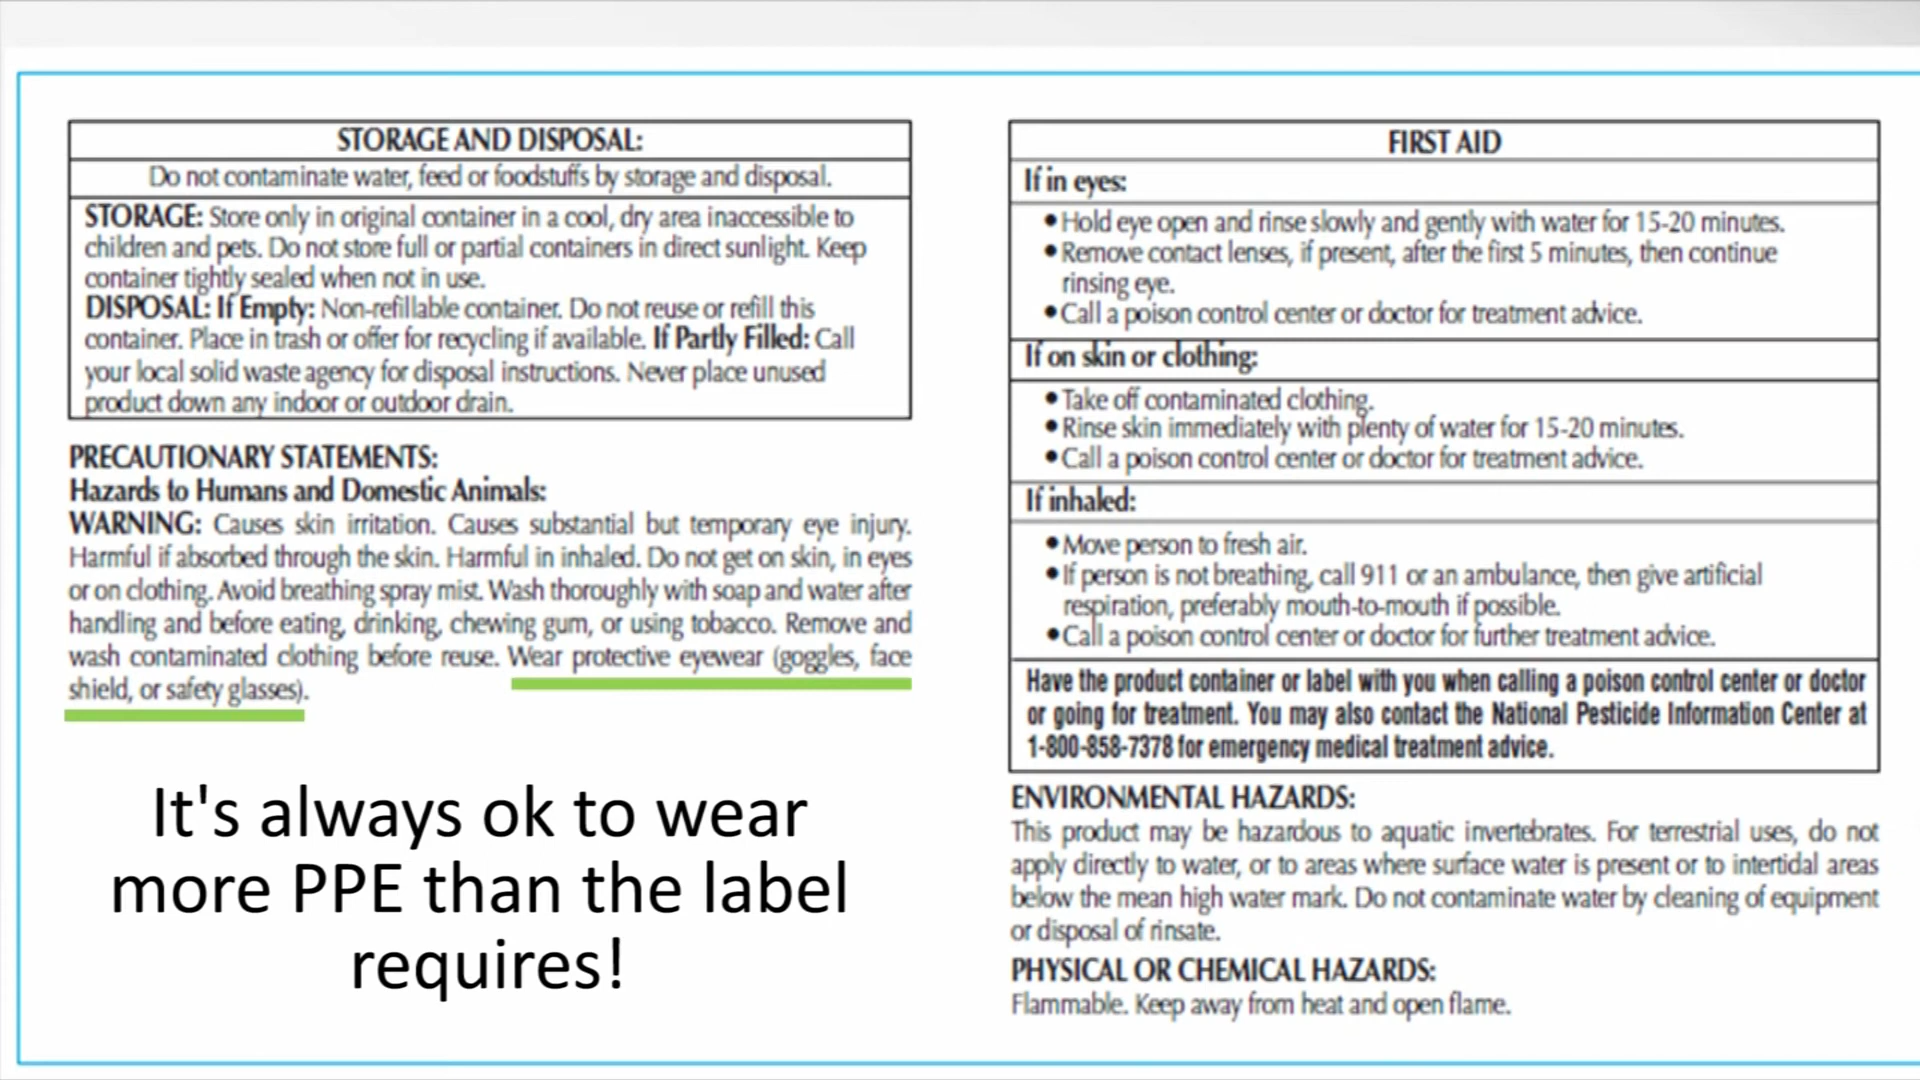 STORAGE AND DISPOSAL:
Do not contaminate water, feed or foodstuffs by storage and disposal.
STORAGE: Store only in original container in a cool, dry area inaccessible to
children and pets. Do not store full or partial containers in direct sunlight. Keep
container tightly sealed when not in use.
DISPOSAL: If Empty: Non-refillable container. Do not reuse or refill this
container. Place in trash or offer for recycling if available. If Partly Filled: Call
your local solid waste agency for disposal instructions. Never place unused
product down any indoor or outdoor drain.
PRECAUTIONARY STATEMENTS:
Hazards to Humans and Domestic Animals:
WARNING: Causes skin irritation. Causes substantial but temporary eye injury.
Harmful if absorbed through the skin. Harmful in inhaled. Do not get on skin, in eyes
or on clothing. Avoid breathing spray mist. Wash thoroughly with soap and water after
handling and before eating, drinking, chewing gum, or using tobacco. Remove and
wash contaminated clothing before reuse. Wear protective eyewear (goggles, face
shield, or safety glasses).
It's always ok to wear
more PPE than the label
requires!
FIRST AID
If in eyes:
• Hold eye open and rinse slowly and gently with water for 15-20 minutes.
• Remove contact lenses, if present, after the first 5 minutes, then continue
rinsing eye.
• Call a poison control center or doctor for treatment advice.
If on skin or clothing:
• Take off contaminated clothing.
• Rinse skin immediately with plenty of water for 15-20 minutes.
• Call a poison control center or doctor for treatment advice.
If inhaled:
• Move person to fresh air.
• If person is not breathing, call 911 or an ambulance, then give artificial
respiration, preferably mouth-to-mouth if possible.
• Call a poison control center or doctor for further treatment advice.
Have the product container or label with you when calling a poison control center or doctor
or going for treatment. You may also contact the National Pesticide Information Center at
1-800-858-7378 for emergency medical treatment advice.
ENVIRONMENTAL HAZARDS:
This product may be hazardous to aquatic invertebrates. For terrestrial uses, do not
apply directly to water, or to areas where surface water is present or to intertidal areas
below the mean high water mark. Do not contaminate water by cleaning of equipment
or disposal of rinsate.
PHYSICAL OR CHEMICAL HAZARDS:
Flammable. Keep away from heat and open flame.